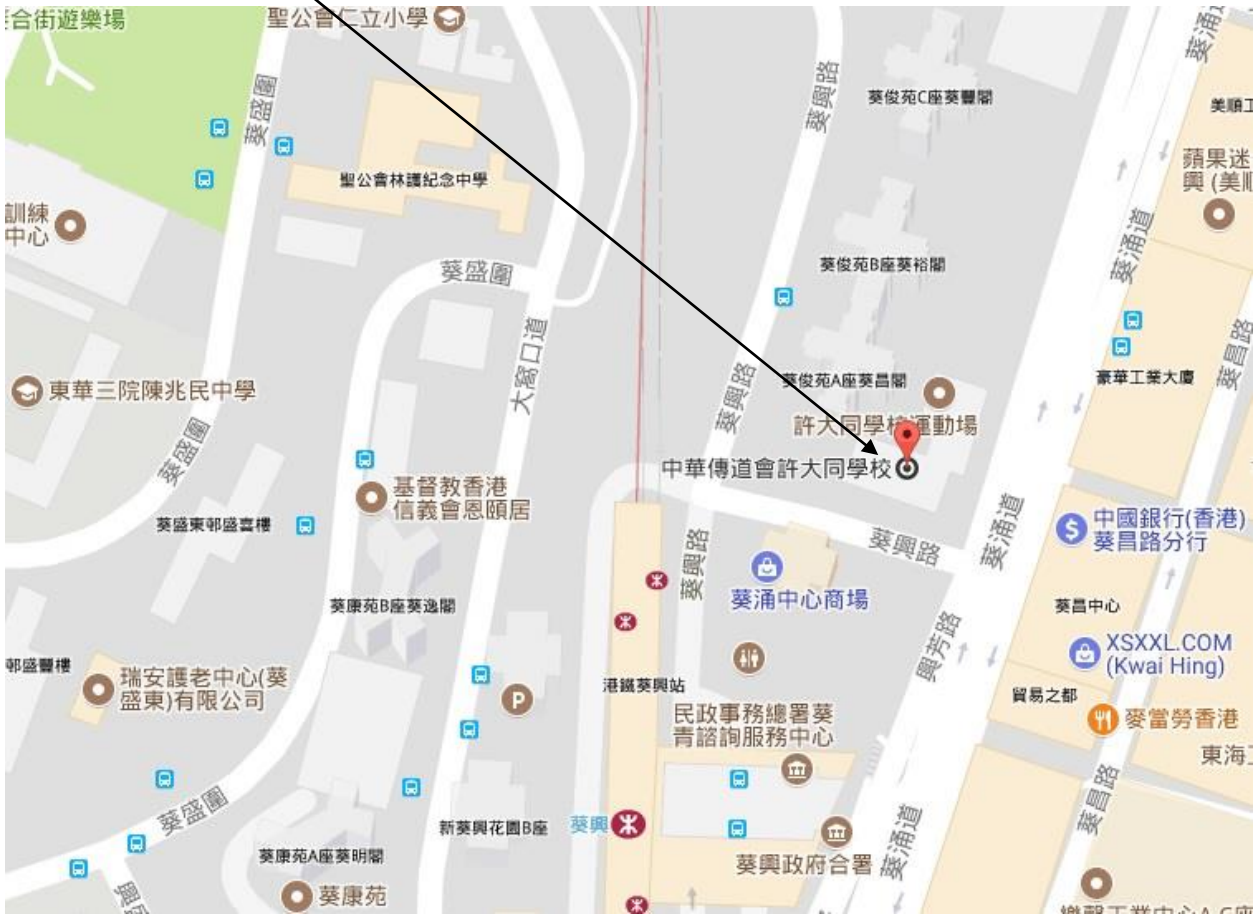 合街遊樂場
聖公會仁立小學
葵涌道
葵盛圍
葵興路
葵俊苑C座葵豐閣
美順工
聖公會林護紀念中學
蘋果迷
興 (美順
訓練
中心
葵盛圍
葵俊苑B座葵裕閣
葵涌道
大窩口道
葵昌路
東華三院陳兆民中學
葵興路
葵俊苑A座葵昌閣
豪華工業大廈
許大同學校運動場
葵盛圍
中華傳道會許大同學校
基督教香港
信義會恩頤居
葵盛東邨盛喜樓
葵興路
葵興路
葵涌道
中國銀行(香港)
葵昌路分行
葵涌中心商場
葵康苑B座葵逸閣
葵昌中心
興芳路
XSXXL.COM
(Kwai Hing)
邨盛豐樓
瑞安護老中心(葵
盛東)有限公司
P
港鐵葵興站
貿易之都
民政事務總署葵
青諮詢服務中心
麥當勞香港
東海工
葵盛圍
新葵興花園B座
葵興
葵昌路
葵涌道
葵康苑A座葵明閣
葵興政府合署
葵康苑